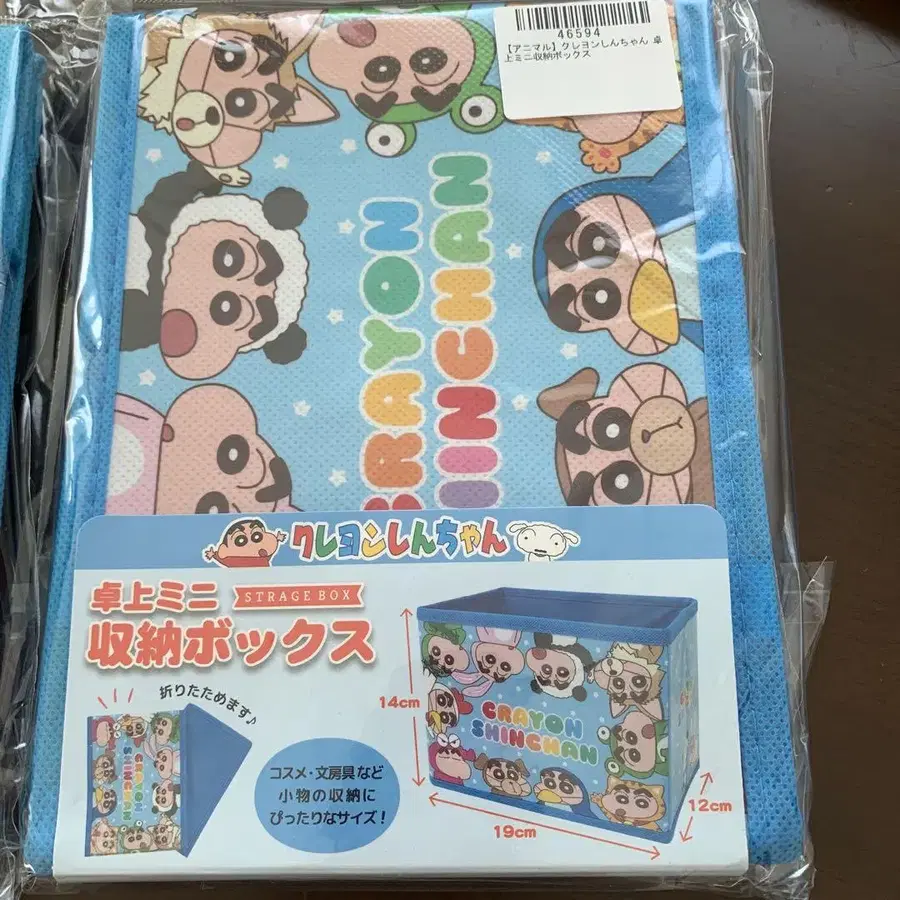 46594
【アニマル】クレヨンしんちゃん 卓
上ミニ収納ボックス
CRAYON
SHINCHAN
クレヨンしんちゃん
卓上ミニ
STRAGE BOX
収納ボックス
折りたためます♪
CRAYON
SHINCHAN
コスメ・文房具など
小物の収納に
ぴったりなサイズ!
14cm
CRAYON
SHINCHAN
19cm
12cm